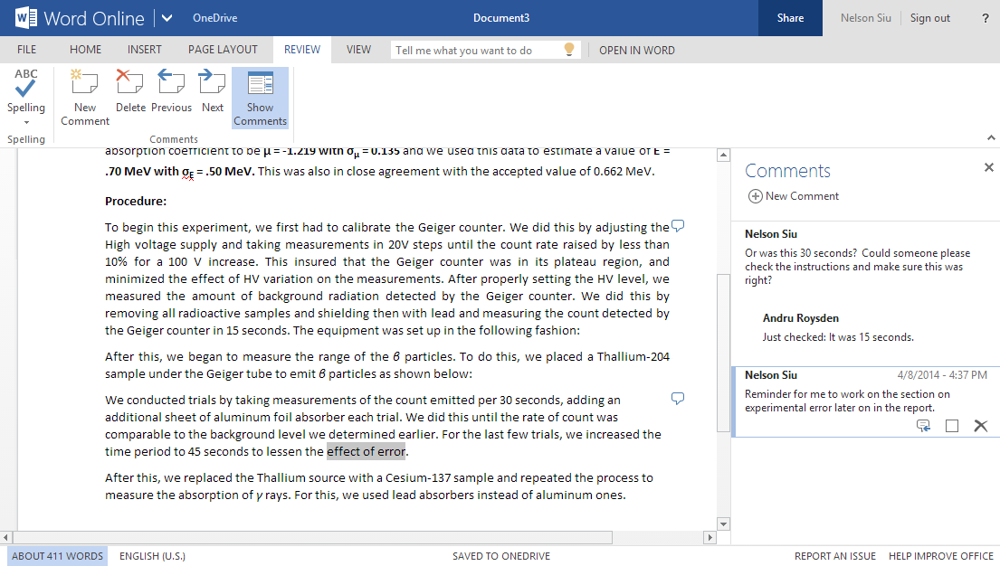 Word Online OneDrive Document3 Share Nelson Siu Sign out ?
FILE HOME INSERT PAGE LAYOUT REVIEW VIEW Tell me what you want to do OPEN IN WORD
ABC
Spelling
New Comment
Delete
Previous
Next
Show Comments
Spelling
Comments
absorption coefficient to be μ = -1.219 with σμ = 0.135 and we used this data to estimate a value of E =
.70 MeV with σE = .50 MeV. This was also in close agreement with the accepted value of 0.662 MeV.
Procedure:
To begin this experiment, we first had to calibrate the Geiger counter. We did this by adjusting the
High voltage supply and taking measurements in 20V steps until the count rate raised by less than
10% for a 100 V increase. This insured that the Geiger counter was in its plateau region, and
minimized the effect of HV variation on the measurements. After properly setting the HV level, we
measured the amount of background radiation detected by the Geiger counter. We did this by
removing all radioactive samples and shielding then with lead and measuring the count detected by
the Geiger counter in 15 seconds. The equipment was set up in the following fashion:
After this, we began to measure the range of the β particles. To do this, we placed a Thallium-204
sample under the Geiger tube to emit β particles as shown below:
We conducted trials by taking measurements of the count emitted per 30 seconds, adding an
additional sheet of aluminum foil absorber each trial. We did this until the rate of count was
comparable to the background level we determined earlier. For the last few trials, we increased the
time period to 45 seconds to lessen the effect of error.
After this, we replaced the Thallium source with a Cesium-137 sample and repeated the process to
measure the absorption of γ rays. For this, we used lead absorbers instead of aluminum ones.
Comments
New Comment
Nelson Siu
Or was this 30 seconds? Could someone please
check the instructions and make sure this was
right?
Andru Roysden
Just checked: It was 15 seconds.
Nelson Siu 4/8/2014 - 4:37 PM
Reminder for me to work on the section on
experimental error later on in the report.
ABOUT 411 WORDS ENGLISH (U.S.) SAVED TO ONEDRIVE REPORT AN ISSUE HELP IMPROVE OFFICE